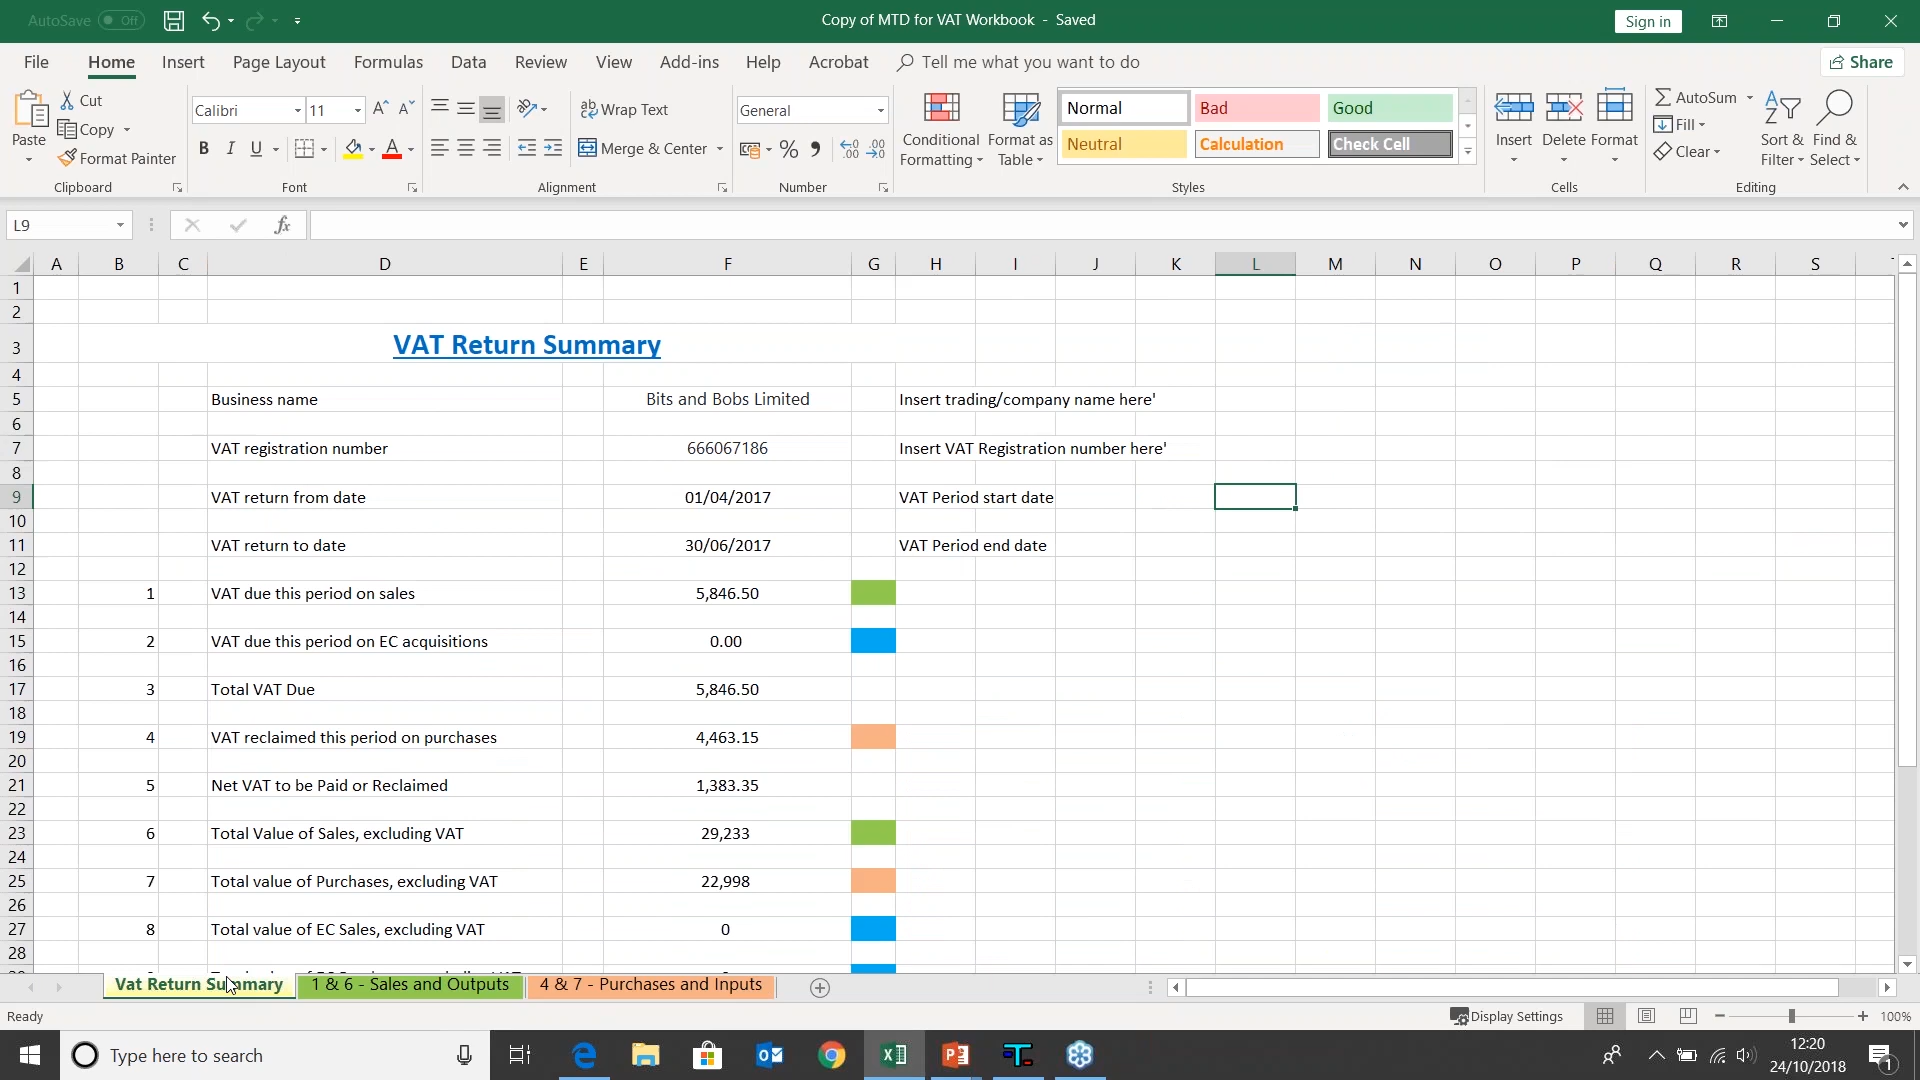 AutoSave Off
Copy of MTD for VAT Workbook - Saved
Sign in
File Home Insert Page Layout Formulas Data Review View Add-ins Help Acrobat Tell me what you want to do Share
Paste
Cut
Copy
Format Painter
Clipboard
Calibri 11
B I U
Font
Wrap Text
Merge & Center
Alignment
General
Number
Conditional Formatting
Format as Table
Normal Bad Good
Neutral Calculation Check Cell
Styles
Insert Delete Format
Cells
AutoSum
Fill
Clear
Sort & Filter
Find & Select
Editing
L9
fx
A B C D E F G H I J K L M N O P Q R S
1
2
3 VAT Return Summary
4
5 Business name Bits and Bobs Limited Insert trading/company name here'
6
7 VAT registration number 666067186 Insert VAT Registration number here'
8
9 VAT return from date 01/04/2017 VAT Period start date
10
11 VAT return to date 30/06/2017 VAT Period end date
12
13 1 VAT due this period on sales 5,846.50
14
15 2 VAT due this period on EC acquisitions 0.00
16
17 3 Total VAT Due 5,846.50
18
19 4 VAT reclaimed this period on purchases 4,463.15
20
21 5 Net VAT to be Paid or Reclaimed 1,383.35
22
23 6 Total Value of Sales, excluding VAT 29,233
24
25 7 Total value of Purchases, excluding VAT 22,998
26
27 8 Total value of EC Sales, excluding VAT 0
28
Vat Return Summary 1 & 6 - Sales and Outputs 4 & 7 - Purchases and Inputs
Ready
Display Settings
100%
Type here to search
12:20
24/10/2018
1